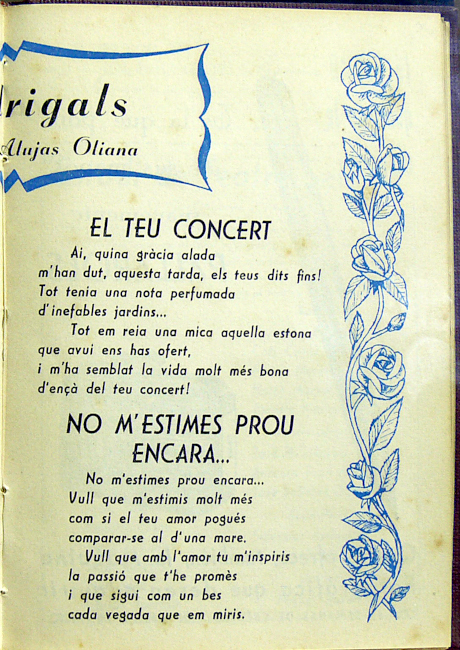 rigals
Alujas Oliana
EL TEU CONCERT
Ai, quina gràcia alada
m'han dut, aquesta tarda, els teus dits fins!
Tot tenia una nota perfumada
d'inefables jardins...
Tot em reia una mica aquella estona
que avui ens has ofert,
i m'ha semblat la vida molt més bona
d'ençà del teu concert!
NO M'ESTIMES PROU
ENCARA...
No m'estimes prou encara...
Vull que m'estimis molt més
com si el teu amor pogués
comparar-se al d'una mare.
Vull que amb l'amor tu m'inspiris
la passió que t'he promès
i que sigui com un bes
cada vegada que em miris.